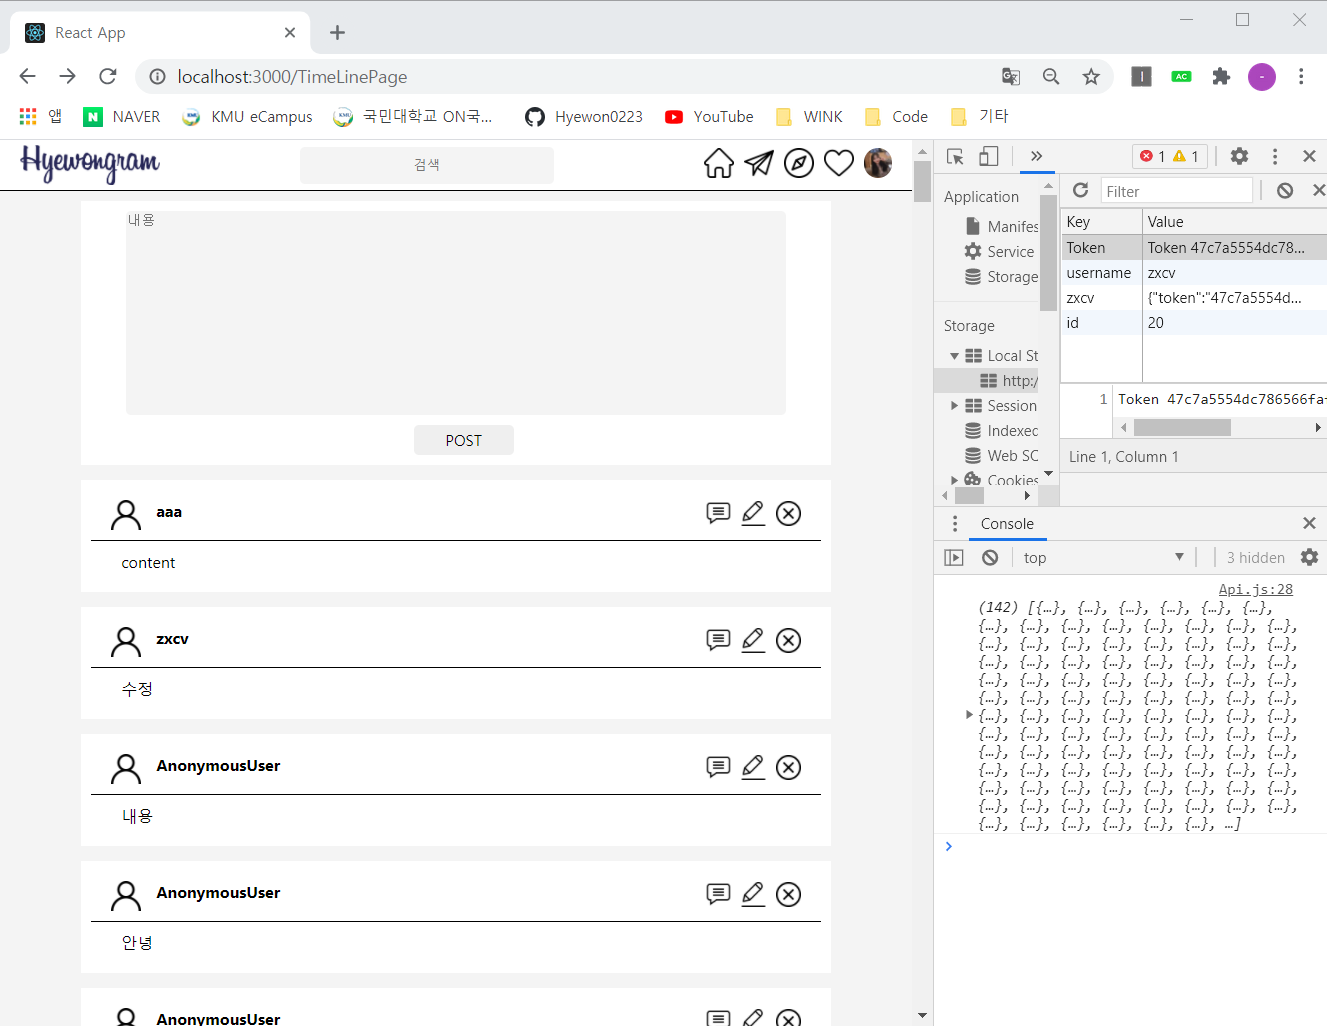 React App
localhost:3000/TimeLinePage
앱
NAVER
KMU eCampus
국민대학교 ON국...
Hyewon0223
YouTube
WINK
Code
기타
Hyewongram
검색
내용
POST
aaa
content
zxcv
수정
AnonymousUser
내용
AnonymousUser
안녕
AnonymousUser
1 1
Application
Manifes
Service
Storage
Storage
Local St
http:/
Session
Indexed
Web SQ
Cookies
Filter
Key Value
Token Token 47c7a5554dc78...
username zxcv
zxcv {"token":"47c7a5554d...
id 20
1 Token 47c7a5554dc786566fa
Line 1, Column 1
Console
top 3 hidden
Api.js:28
(142) [{…}, {…}, {…}, {…}, {…}, {…},
{…}, {…}, {…}, {…}, {…}, {…}, {…}, {…},
{…}, {…}, {…}, {…}, {…}, {…}, {…}, {…},
{…}, {…}, {…}, {…}, {…}, {…}, {…}, {…},
{…}, {…}, {…}, {…}, {…}, {…}, {…}, {…},
{…}, {…}, {…}, {…}, {…}, {…}, {…}, {…},
{…}, {…}, {…}, {…}, {…}, {…}, {…}, {…},
{…}, {…}, {…}, {…}, {…}, {…}, {…}, {…},
{…}, {…}, {…}, {…}, {…}, {…}, {…}, {…},
{…}, {…}, {…}, {…}, {…}, {…}, {…}, {…},
{…}, {…}, {…}, {…}, {…}, {…}, {…}, {…},
{…}, {…}, {…}, {…}, {…}, {…}, {…}, {…},
{…}, {…}, {…}, {…}, {…}, {…}, …]